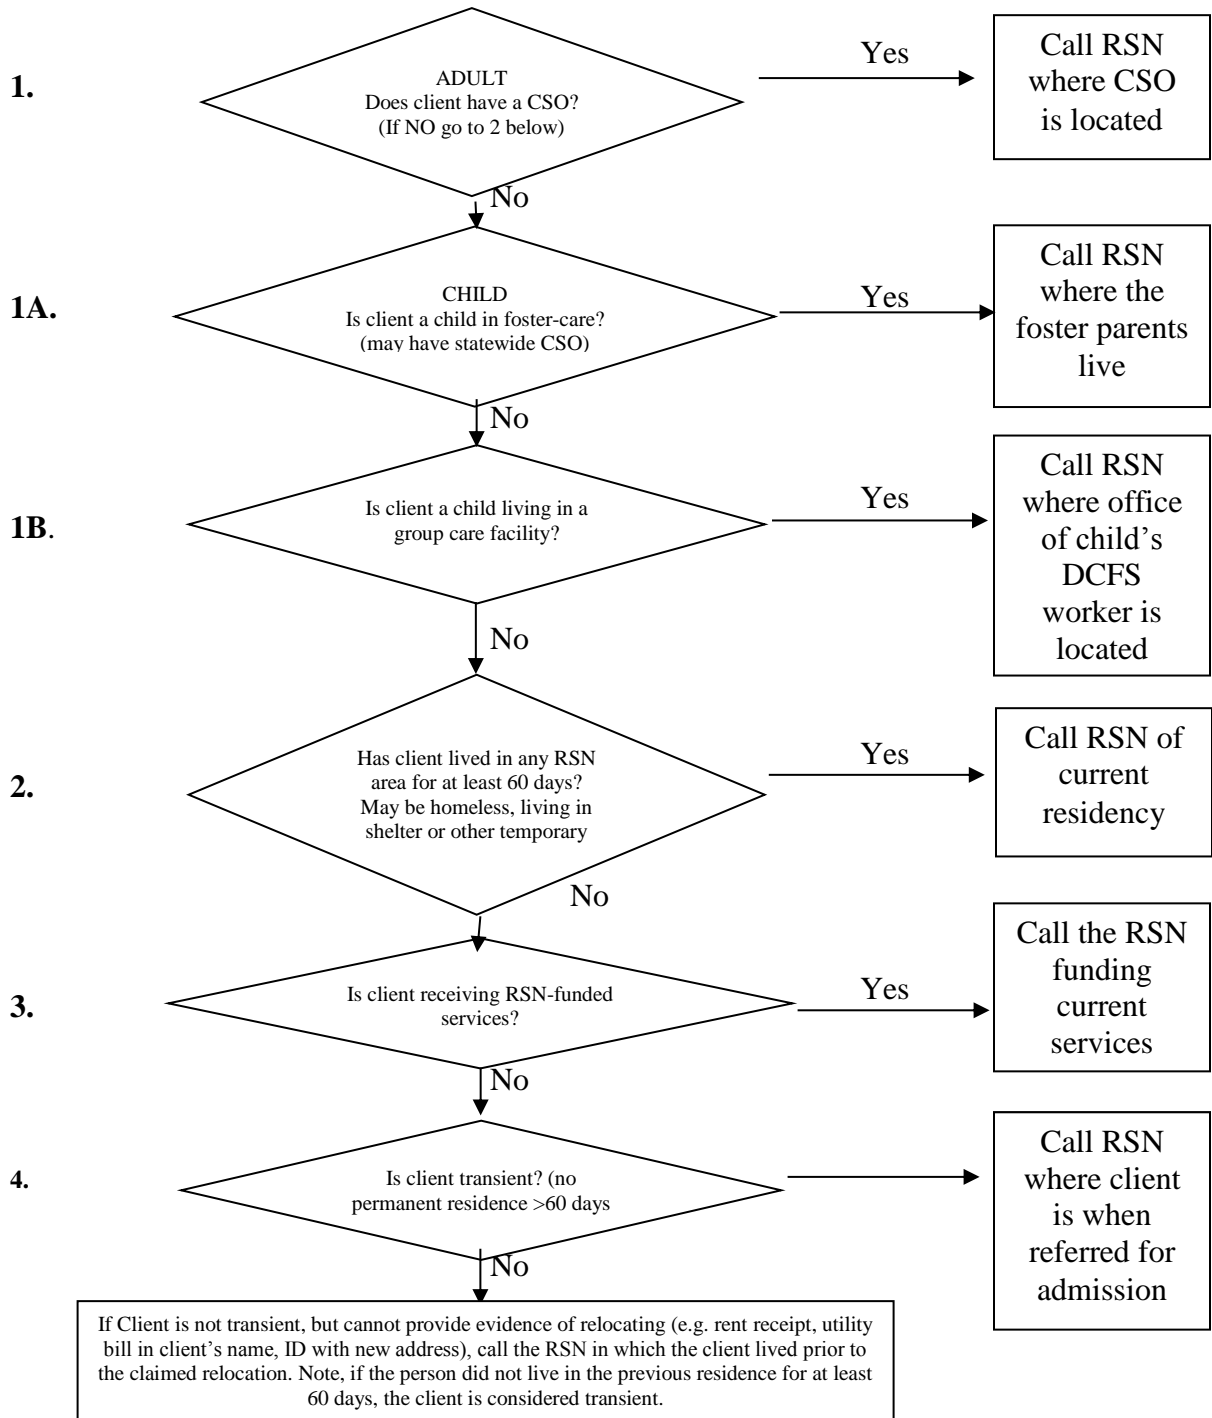 1.
ADULT
Does client have a CSO?
(If NO go to 2 below)
Yes
Call RSN
where CSO
is located
No
1A.
CHILD
Is client a child in foster-care?
(may have statewide CSO)
Yes
Call RSN
where the
foster parents
live
No
1B.
Is client a child living in a
group care facility?
Yes
Call RSN
where office
of child’s
DCFS
worker is
located
No
2.
Has client lived in any RSN
area for at least 60 days?
May be homeless, living in
shelter or other temporary
Yes
Call RSN of
current
residency
No
3.
Is client receiving RSN-funded
services?
Yes
Call the RSN
funding
current
services
No
4.
Is client transient? (no
permanent residence >60 days
Call RSN
where client
is when
referred for
admission
No
If Client is not transient, but cannot provide evidence of relocating (e.g. rent receipt, utility
bill in client’s name, ID with new address), call the RSN in which the client lived prior to
the claimed relocation. Note, if the person did not live in the previous residence for at least
60 days, the client is considered transient.